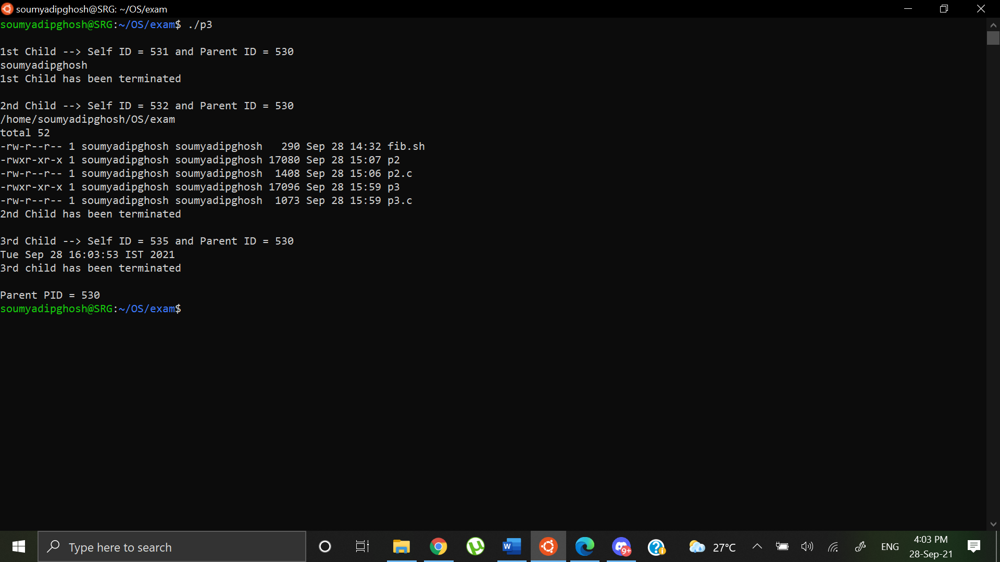 soumyadipghosh@SRG: ~/OS/exam
soumyadipghosh@SRG:~/OS/exam$ ./p3
1st Child --> Self ID = 531 and Parent ID = 530
soumyadipghosh
1st Child has been terminated
2nd Child --> Self ID = 532 and Parent ID = 530
/home/soumyadipghosh/OS/exam
total 52
-rw-r--r-- 1 soumyadipghosh soumyadipghosh   290 Sep 28 14:32 fib.sh
-rwxr-xr-x 1 soumyadipghosh soumyadipghosh 17080 Sep 28 15:07 p2
-rw-r--r-- 1 soumyadipghosh soumyadipghosh  1408 Sep 28 15:06 p2.c
-rwxr-xr-x 1 soumyadipghosh soumyadipghosh 17096 Sep 28 15:59 p3
-rw-r--r-- 1 soumyadipghosh soumyadipghosh  1073 Sep 28 15:59 p3.c
2nd Child has been terminated
3rd Child --> Self ID = 535 and Parent ID = 530
Tue Sep 28 16:03:53 IST 2021
3rd child has been terminated
Parent PID = 530
soumyadipghosh@SRG:~/OS/exam$
Type here to search
W
9+
27°C
ENG
4:03 PM
28-Sep-21